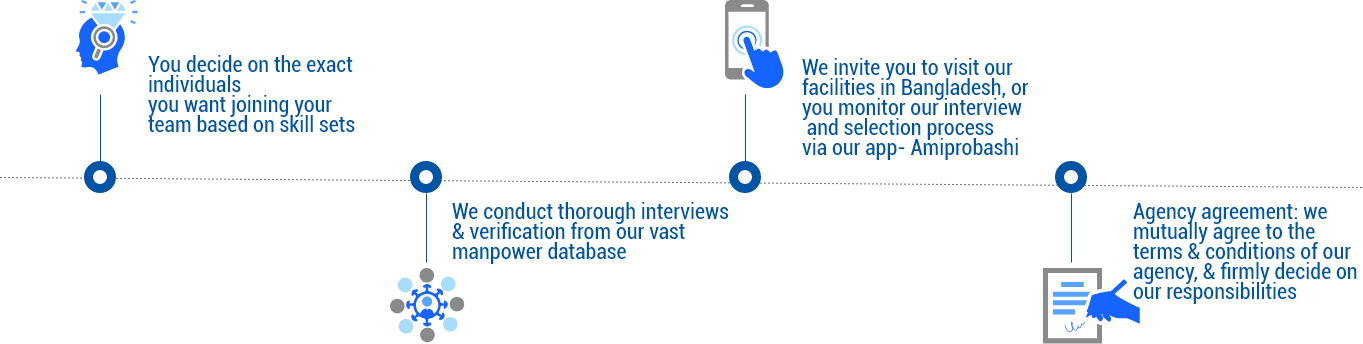 You decide on the exact
individuals
you want joining your
team based on skill sets
We conduct thorough interviews
& verification from our vast
manpower database
We invite you to visit our
facilities in Bangladesh, or
you monitor our interview
and selection process
via our app- Amiprobashi
Agency agreement: we
mutually agree to the
terms & conditions of our
agency, & firmly decide on
our responsibilities